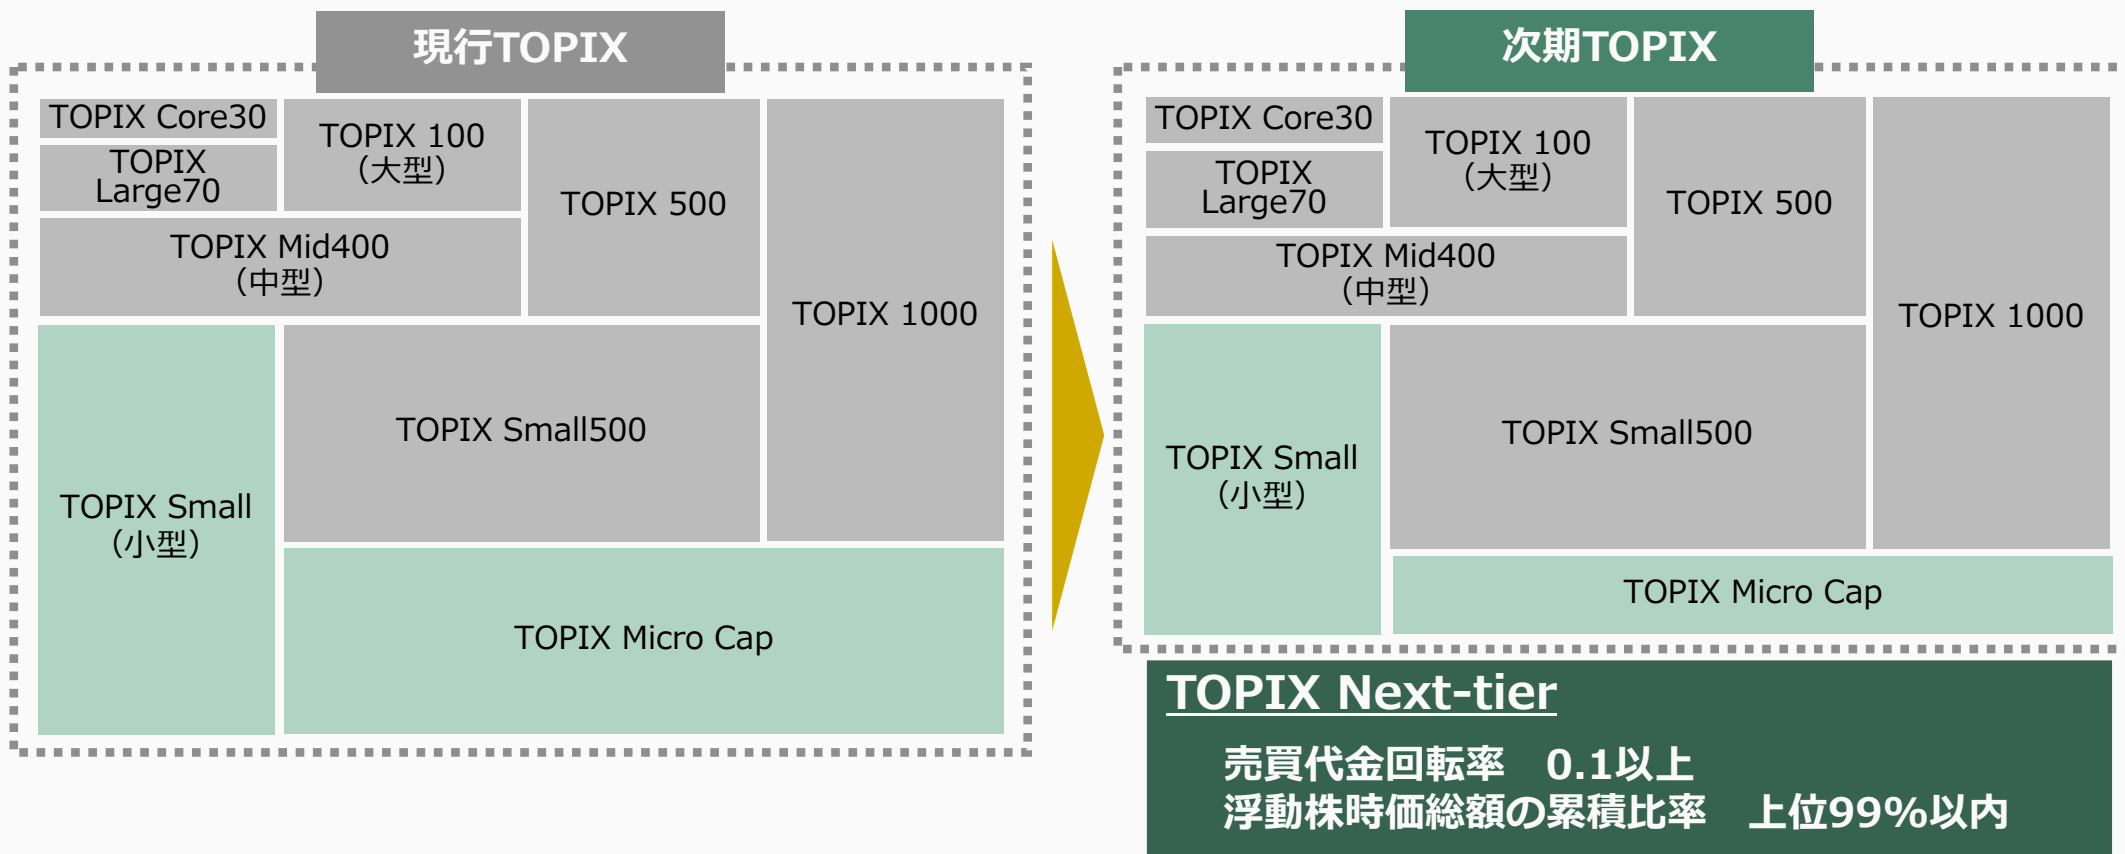 現行TOPIX
TOPIX Core30
TOPIX
Large70
TOPIX 100
（大型）
TOPIX Mid400
（中型）
TOPIX 500
TOPIX 1000
TOPIX Small
（小型）
TOPIX Small500
TOPIX Micro Cap
次期TOPIX
TOPIX Core30
TOPIX
Large70
TOPIX 100
（大型）
TOPIX Mid400
（中型）
TOPIX 500
TOPIX 1000
TOPIX Small
（小型）
TOPIX Small500
TOPIX Micro Cap
TOPIX Next-tier
売買代金回転率　0.1以上
浮動株時価総額の累積比率　上位99%以内